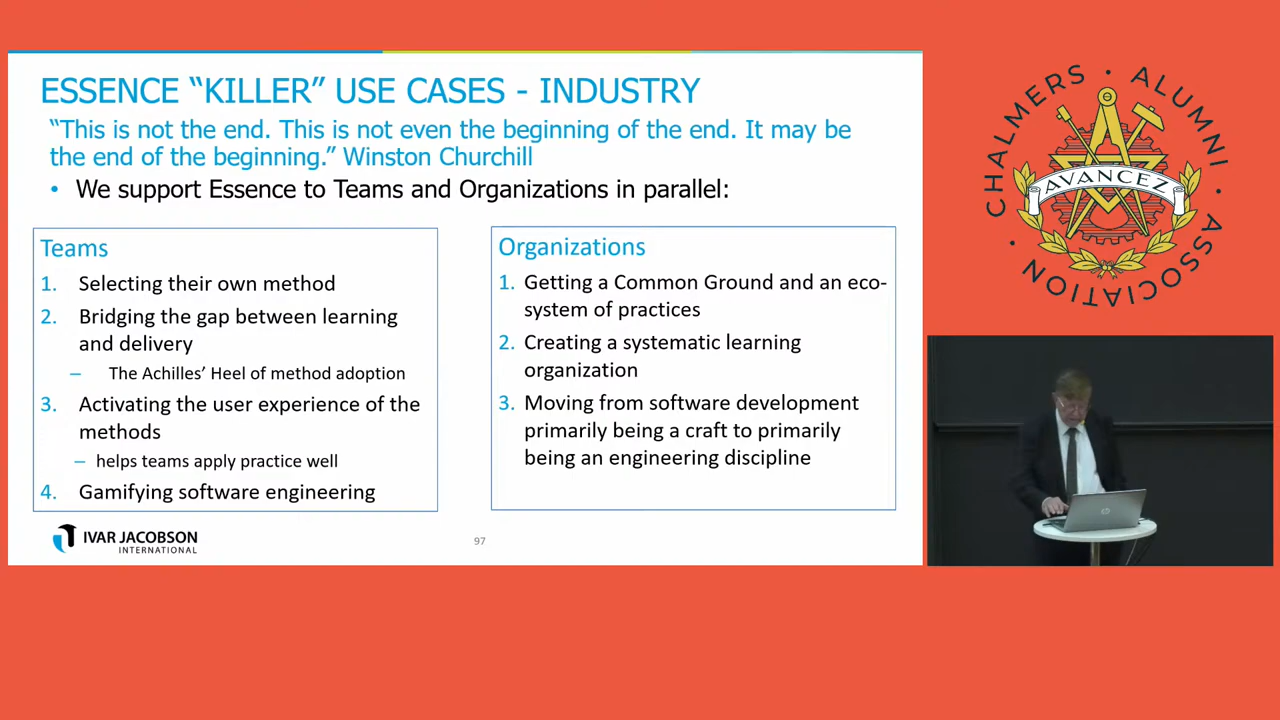 ESSENCE “KILLER” USE CASES - INDUSTRY
“This is not the end. This is not even the beginning of the end. It may be
the end of the beginning.” Winston Churchill
• We support Essence to Teams and Organizations in parallel:
Teams
1. Selecting their own method
2. Bridging the gap between learning
and delivery
– The Achilles’ Heel of method adoption
3. Activating the user experience of the
methods
– helps teams apply practice well
4. Gamifying software engineering
Organizations
1. Getting a Common Ground and an eco-
system of practices
2. Creating a systematic learning
organization
3. Moving from software development
primarily being a craft to primarily
being an engineering discipline
IVAR JACOBSON
INTERNATIONAL
97
CHALMERS • ALUMNI • ASSOCIATION •
AVANCEZ
hp